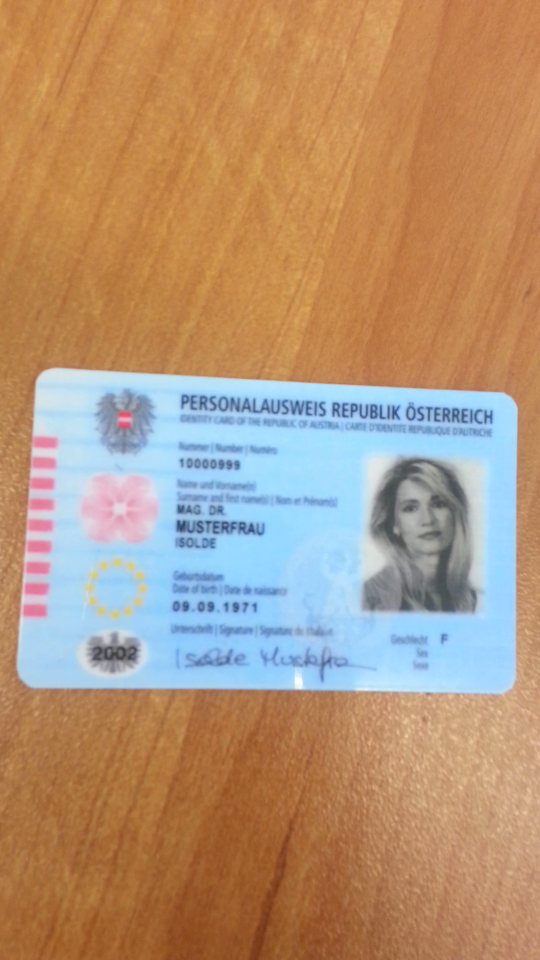 PERSONALAUSWEIS REPUBLIK ÖSTERREICH
IDENTITY CARD OF THE REPUBLIC OF AUSTRIA | CARTE D'IDENTITE REPUBLIQUE D'AUTRICHE
Nummer | Number | Numéro
10000999
Name und Vorname(n)
Surname and first name(s) | Nom et Prénom(s)
MAG. DR.
MUSTERFRAU
ISOLDE
Geburtsdatum
Date of birth | Date de naissance
09.09.1971
Unterschrift | Signature | Signature du titulaire
Isolde Musterfrau
Geschlecht F
Sex
Sexe
2002